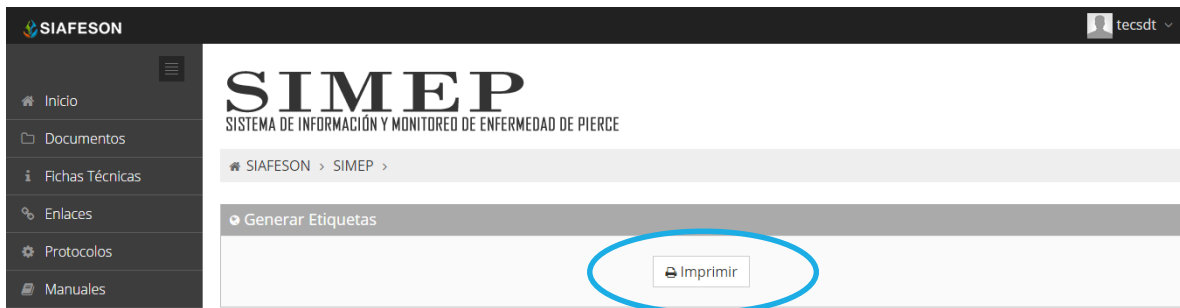 SIAFESON
tecsdt
Inicio
Documentos
Fichas Técnicas
Enlaces
Protocolos
Manuales
SIMEP
SISTEMA DE INFORMACIÓN Y MONITOREO DE ENFERMEDAD DE PIERCE
SIAFESON > SIMEP >
Generar Etiquetas
Imprimir